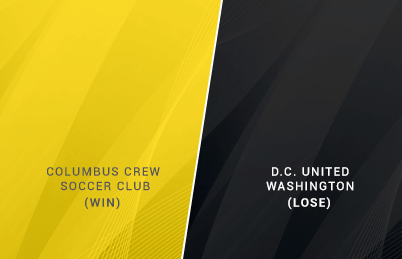 COLUMBUS CREW
SOCCER CLUB
(WIN)
D.C. UNITED
WASHINGTON
(LOSE)